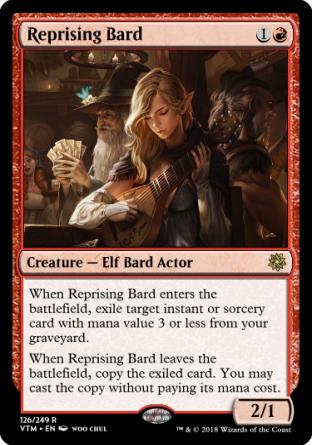 Reprising Bard 1
Creature — Elf Bard Actor
When Reprising Bard enters the
battlefield, exile target instant or sorcery
card with mana value 3 or less from your
graveyard.
When Reprising Bard leaves the
battlefield, copy the exiled card. You may
cast the copy without paying its mana cost.
2/1
126/249 R
VTM • EN WOO CHUL ™ & © 2018 Wizards of the Coast